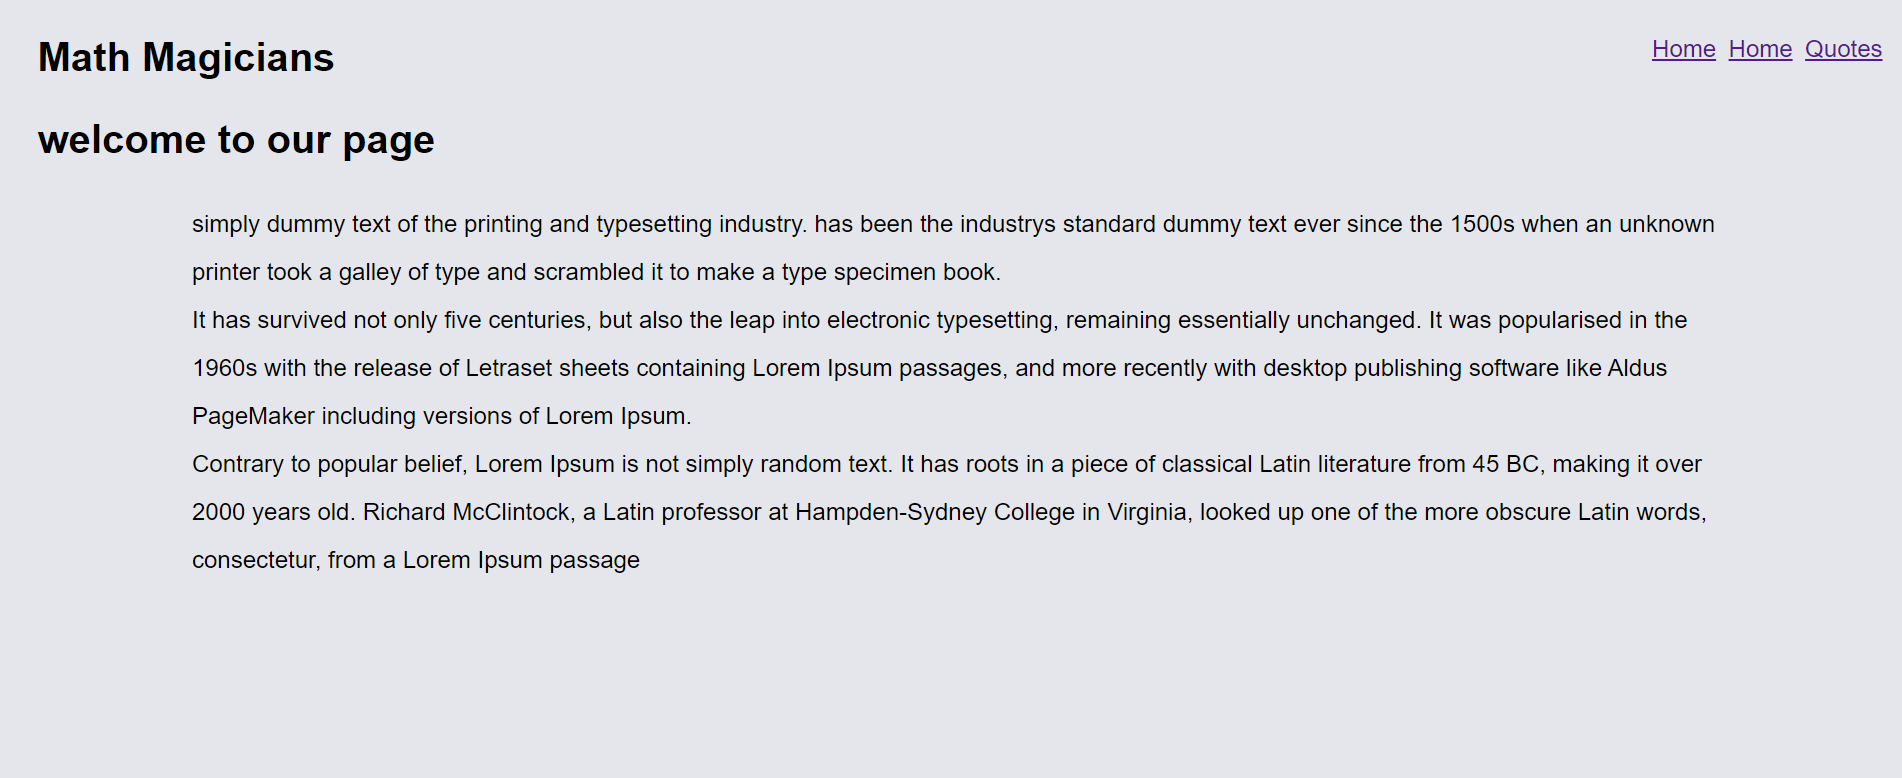 Math Magicians
Home Home Quotes
welcome to our page
simply dummy text of the printing and typesetting industry. has been the industrys standard dummy text ever since the 1500s when an unknown
printer took a galley of type and scrambled it to make a type specimen book.
It has survived not only five centuries, but also the leap into electronic typesetting, remaining essentially unchanged. It was popularised in the
1960s with the release of Letraset sheets containing Lorem Ipsum passages, and more recently with desktop publishing software like Aldus
PageMaker including versions of Lorem Ipsum.
Contrary to popular belief, Lorem Ipsum is not simply random text. It has roots in a piece of classical Latin literature from 45 BC, making it over
2000 years old. Richard McClintock, a Latin professor at Hampden-Sydney College in Virginia, looked up one of the more obscure Latin words,
consectetur, from a Lorem Ipsum passage